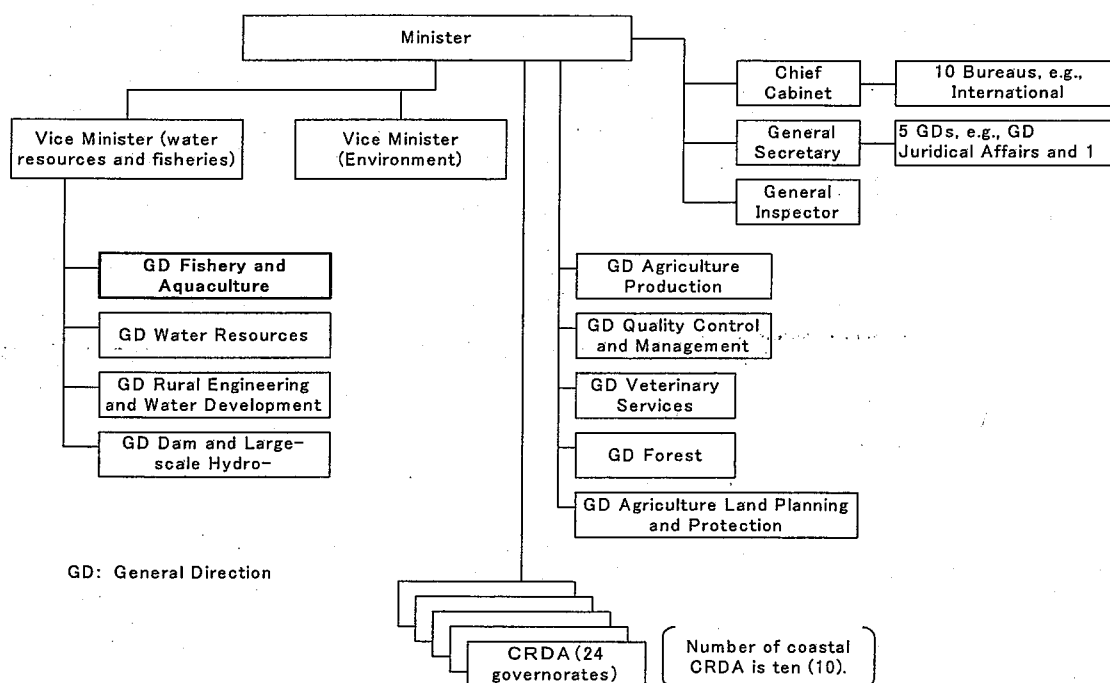 Minister
Chief
Cabinet
10 Bureaus, e.g.,
International
Vice Minister (water
resources and fisheries)
Vice Minister
(Environment)
General
Secretary
5 GDs, e.g., GD
Juridical Affairs and 1
General
Inspector
GD Fishery and
Aquaculture
GD Water Resources
GD Rural Engineering
and Water Development
GD Dam and Large-
scale Hydro-
GD Agriculture
Production
GD Quality Control
and Management
GD Veterinary
Services
GD Forest
GD Agriculture Land Planning
and Protection
GD: General Direction
CRDA (24
governorates)
Number of coastal
CRDA is ten (10).